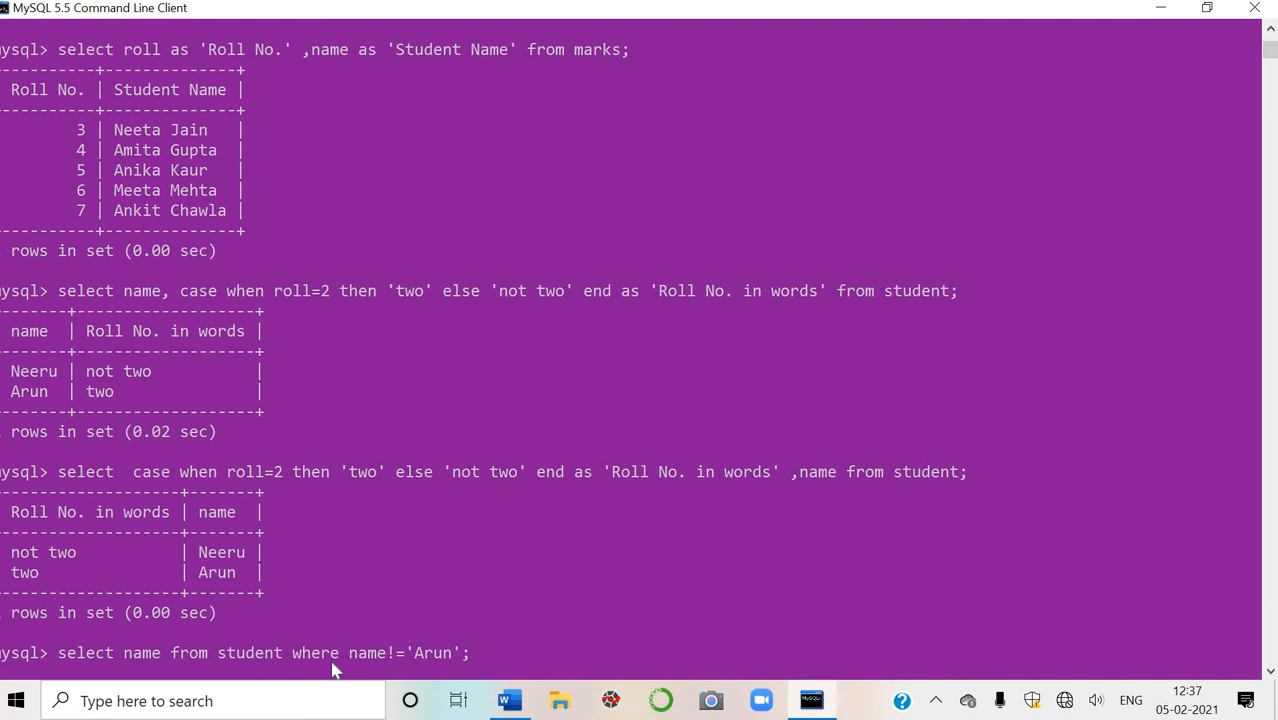 MySQL 5.5 Command Line Client
mysql> select roll as 'Roll No.' ,name as 'Student Name' from marks;
-----------+--------------+
Roll No. | Student Name |
-----------+--------------+
3 | Neeta Jain |
4 | Amita Gupta |
5 | Anika Kaur |
6 | Meeta Mehta |
7 | Ankit Chawla |
-----------+--------------+
rows in set (0.00 sec)
mysql> select name, case when roll=2 then 'two' else 'not two' end as 'Roll No. in words' from student;
-------+-------------------+
name | Roll No. in words |
-------+-------------------+
Neeru | not two |
Arun | two |
-------+-------------------+
rows in set (0.02 sec)
mysql> select  case when roll=2 then 'two' else 'not two' end as 'Roll No. in words' ,name from student;
-------------------+-------+
Roll No. in words | name |
-------------------+-------+
not two | Neeru |
two | Arun |
-------------------+-------+
rows in set (0.00 sec)
mysql> select name from student where name!='Arun';
Type here to search
ENG
12:37
05-02-2021